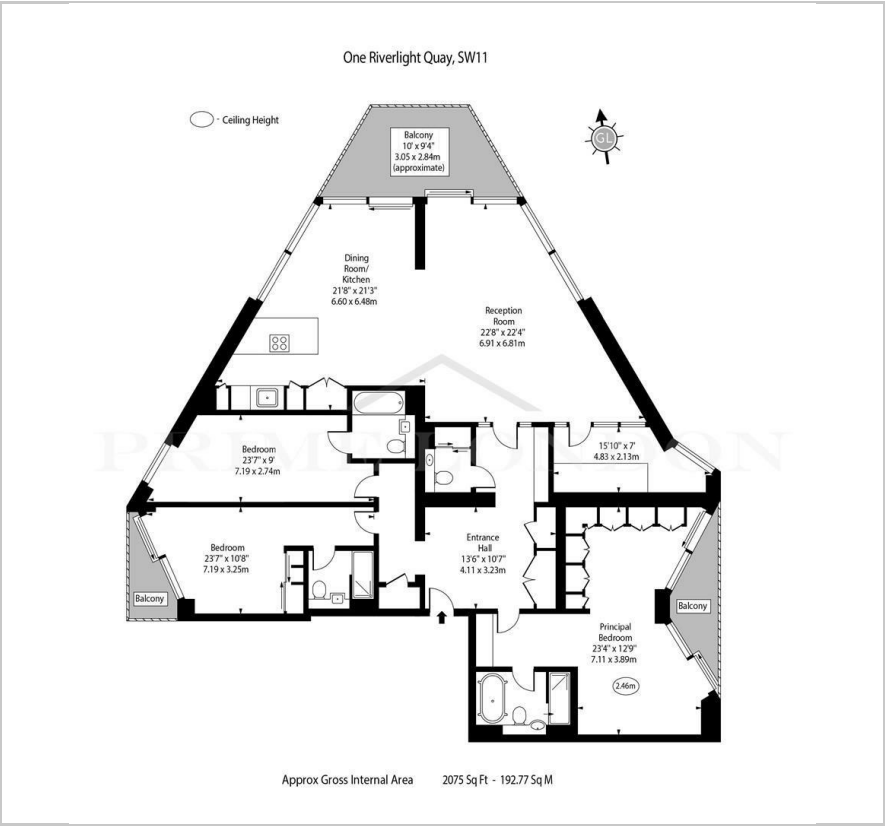 One Riverlight Quay, SW11
- Ceiling Height
Balcony
10' x 9'4"
3.05 x 2.84m
(approximate)
GL
Dining
Room/
Kitchen
21'8" x 21'3"
6.60 x 6.48m
Reception
Room
22'8" x 22'4"
6.91 x 6.81m
PRIME LONDON
Bedroom
23'7" x 9'
7.19 x 2.74m
15'10" x 7'
4.83 x 2.13m
Bedroom
23'7" x 10'8"
7.19 x 3.25m
Balcony
Entrance
Hall
13'6" x 10'7"
4.11 x 3.23m
Balcony
Principal
Bedroom
23'4" x 12'9"
7.11 x 3.89m
2.46m
Approx Gross Internal Area 2075 Sq Ft - 192.77 Sq M